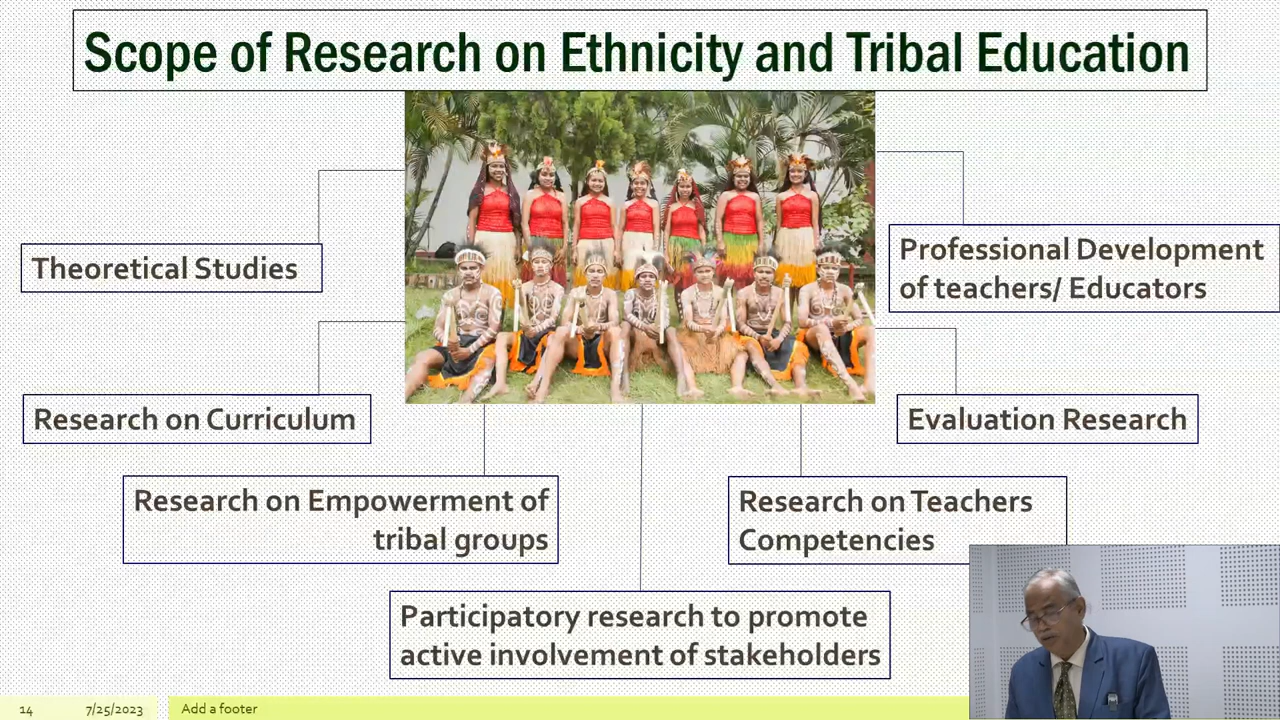 Scope of Research on Ethnicity and Tribal Education
Theoretical Studies
Professional Development
of teachers/ Educators
Research on Curriculum
Evaluation Research
Research on Empowerment of
tribal groups
Research on Teachers
Competencies
Participatory research to promote
active involvement of stakeholders
14 7/25/2023 Add a footer